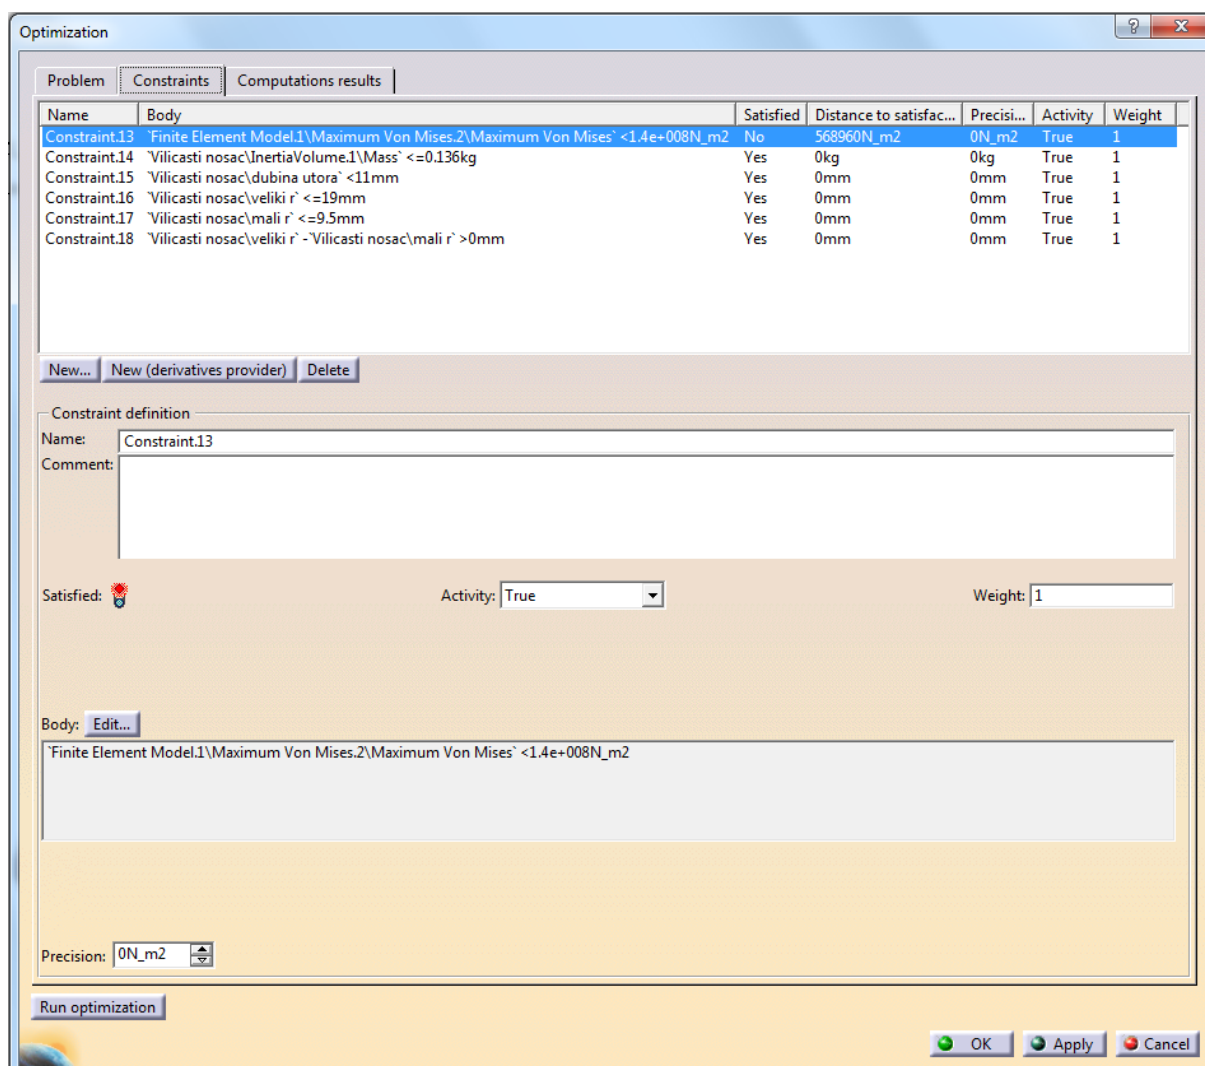 Optimization
Problem Constraints Computations results
Name Body Satisfied Distance to satisfac... Precisi... Activity Weight
Constraint.13 `Finite Element Model.1\Maximum Von Mises.2\Maximum Von Mises` <1.4e+008N_m2 No 568960N_m2 0N_m2 True 1
Constraint.14 `Vilicasti nosac\InertiaVolume.1\Mass` <=0.136kg Yes 0kg 0kg True 1
Constraint.15 `Vilicasti nosac\dubina utora` <11mm Yes 0mm 0mm True 1
Constraint.16 `Vilicasti nosac\veliki r` <=19mm Yes 0mm 0mm True 1
Constraint.17 `Vilicasti nosac\mali r` <=9.5mm Yes 0mm 0mm True 1
Constraint.18 `Vilicasti nosac\veliki r` -`Vilicasti nosac\mali r` >0mm Yes 0mm 0mm True 1
New... New (derivatives provider) Delete
Constraint definition
Name: Constraint.13
Comment:
Satisfied: Activity: True Weight: 1
Body: Edit...
`Finite Element Model.1\Maximum Von Mises.2\Maximum Von Mises` <1.4e+008N_m2
Precision: 0N_m2
Run optimization
OK Apply Cancel